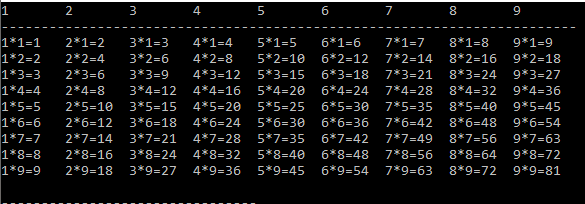 1 2 3 4 5 6 7 8 9
------------------------------------------------------------------------
1*1=1 2*1=2 3*1=3 4*1=4 5*1=5 6*1=6 7*1=7 8*1=8 9*1=9
1*2=2 2*2=4 3*2=6 4*2=8 5*2=10 6*2=12 7*2=14 8*2=16 9*2=18
1*3=3 2*3=6 3*3=9 4*3=12 5*3=15 6*3=18 7*3=21 8*3=24 9*3=27
1*4=4 2*4=8 3*4=12 4*4=16 5*4=20 6*4=24 7*4=28 8*4=32 9*4=36
1*5=5 2*5=10 3*5=15 4*5=20 5*5=25 6*5=30 7*5=35 8*5=40 9*5=45
1*6=6 2*6=12 3*6=18 4*6=24 5*6=30 6*6=36 7*6=42 8*6=48 9*6=54
1*7=7 2*7=14 3*7=21 4*7=28 5*7=35 6*7=42 7*7=49 8*7=56 9*7=63
1*8=8 2*8=16 3*8=24 4*8=32 5*8=40 6*8=48 7*8=56 8*8=64 9*8=72
1*9=9 2*9=18 3*9=27 4*9=36 5*9=45 6*9=54 7*9=63 8*9=72 9*9=81
--------------------------------